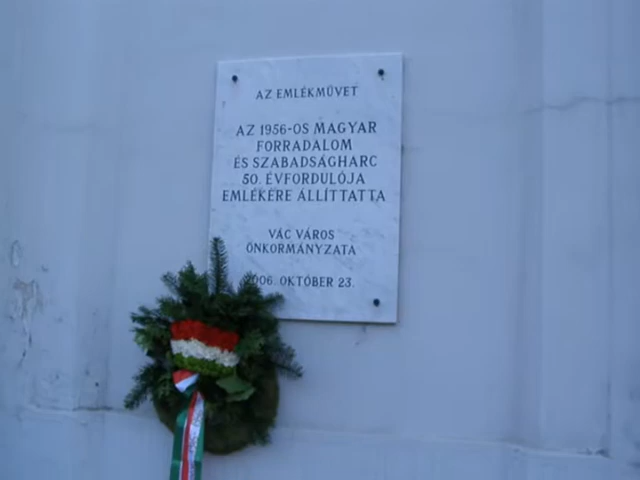 AZ EMLÉKMŰVET
AZ 1956-OS MAGYAR
FORRADALOM
ÉS SZABADSÁGHARC
50. ÉVFORDULÓJA
EMLÉKÉRE ÁLLÍTTATTA
VÁC VÁROS
ÖNKORMÁNYZATA
2006. OKTÓBER 23.